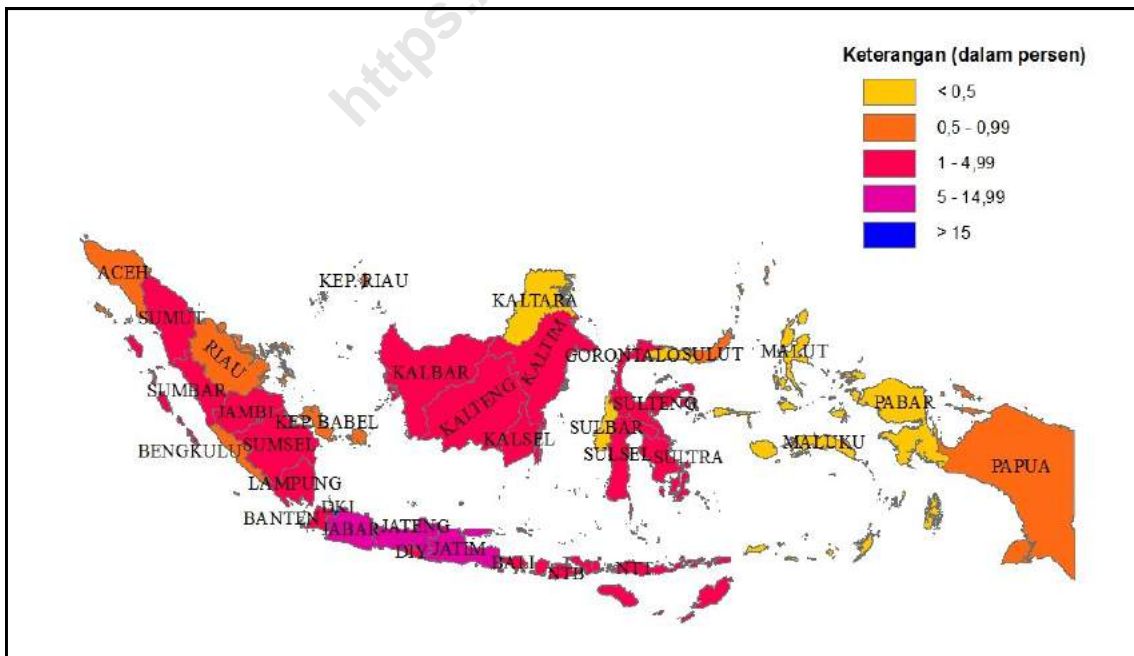 https:/
Keterangan (dalam persen)
< 0,5
0,5 - 0,99
1 - 4,99
5 - 14,99
> 15
ACEH
KEP. RIAU
KALTARA
SUMUT
RIAU
KALTIM
GORONTALO
SULUT
MALUT
KALBAR
SUMBAR
KALTENG
SULTENG
PABAR
JAMBI
KEP. BABEL
SULBAR
KALSEL
BENGKULU
SUMSEL
SULSEL
SULTRA
MALUKU
PAPUA
LAMPUNG
BANTEN
DKI
JABAR
JATENG
DIY
JATIM
BALI
NTB
NTT